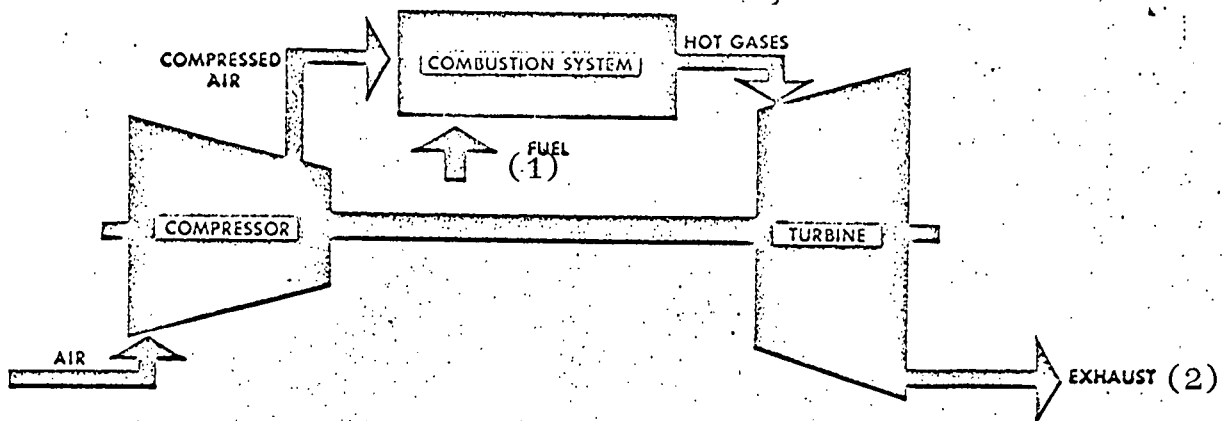 COMPRESSED
AIR
COMBUSTION SYSTEM
HOT GASES
FUEL
(1)
COMPRESSOR
TURBINE
AIR
EXHAUST (2)